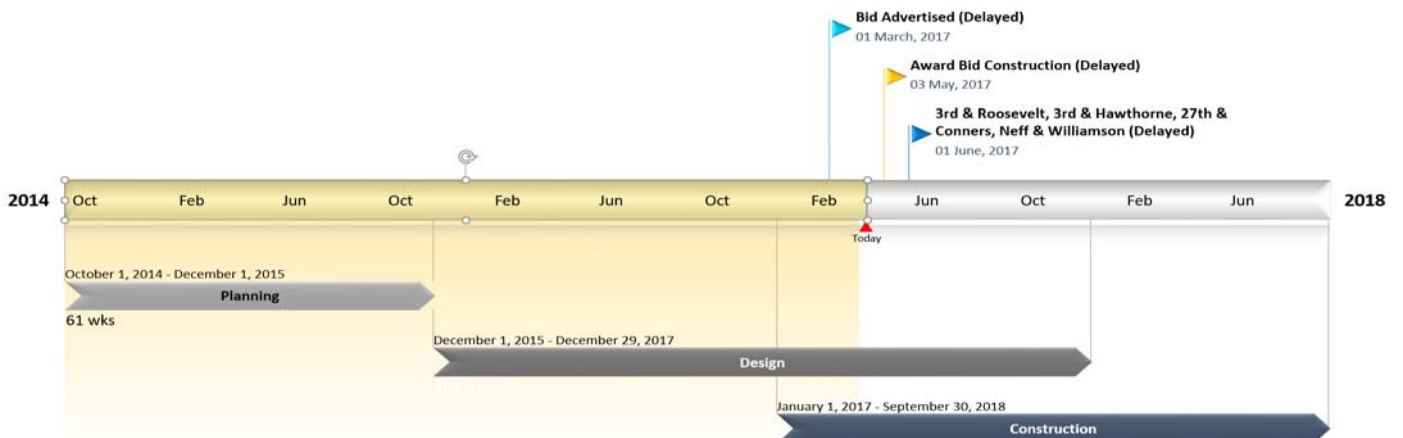 Bid Advertised (Delayed)
01 March, 2017
Award Bid Construction (Delayed)
03 May, 2017
3rd & Roosevelt, 3rd & Hawthorne, 27th &
Conners, Neff & Williamson (Delayed)
01 June, 2017
2014 Oct Feb Jun Oct Feb Jun Oct Feb Jun Oct Feb Jun 2018
Today
October 1, 2014 - December 1, 2015
Planning
61 wks
December 1, 2015 - December 29, 2017
Design
January 1, 2017 - September 30, 2018
Construction